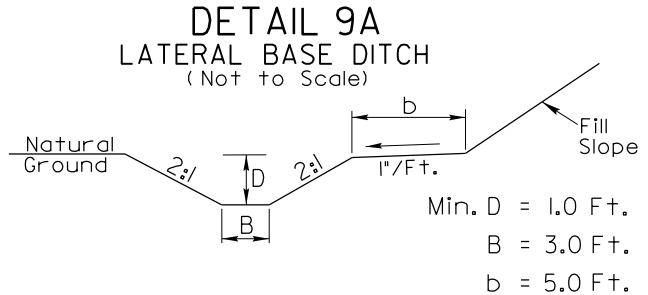 DETAIL 9A
LATERAL BASE DITCH
(Not to Scale)
b
Natural
Ground
2:1
D
2:1
1"/Ft.
Fill
Slope
B
Min. D = 1.0 Ft.
B = 3.0 Ft.
b = 5.0 Ft.